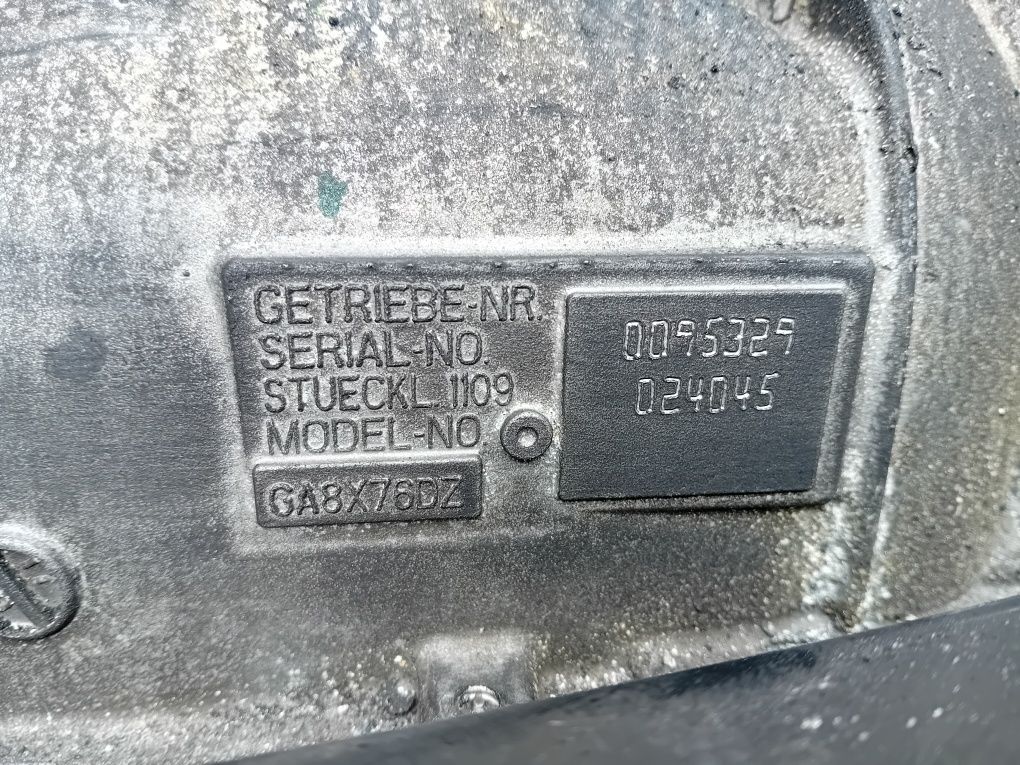 GETRIEBE-NR.
SERIAL-NO.
STUECKL. 1109
MODEL-NO.
GA8X76DZ
0095329
024045